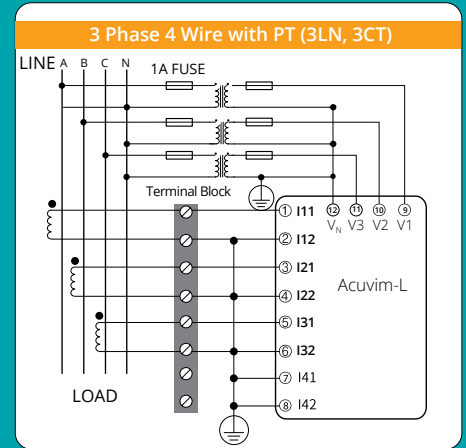 3 Phase 4 Wire with PT (3LN, 3CT)
LINE A B C N
1A FUSE
Terminal Block
⑫ ⑪ ⑩ ⑨
VN V3 V2 V1
① I11
② I12
③ I21
Acuvim-L
④ I22
⑤ I31
⑥ I32
⑦ I41
LOAD
⑧ I42